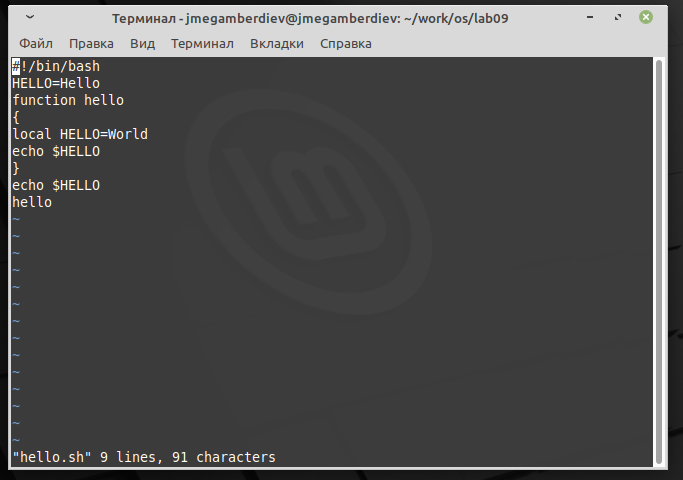 Терминал - jmegamberdiev@jmegamberdiev: ~/work/os/lab09
Файл Правка Вид Терминал Вкладки Справка
#!/bin/bash
HELLO=Hello
function hello
{
local HELLO=World
echo $HELLO
}
echo $HELLO
hello
~
~
~
~
~
~
~
~
~
~
~
~
~
~
"hello.sh" 9 lines, 91 characters